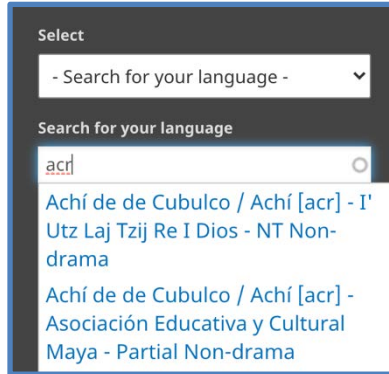 Select
- Search for your language -
Search for your language
acr
Achí de de Cubulco / Achí [acr] - I'
Utz Laj Tzij Re I Dios - NT Non-
drama
Achí de de Cubulco / Achí [acr] -
Asociación Educativa y Cultural
Maya - Partial Non-drama